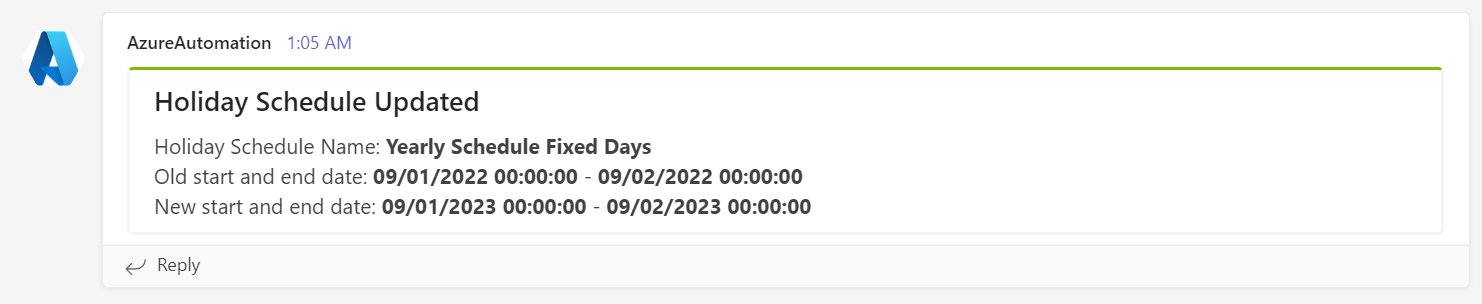 AzureAutomation 1:05 AM
Holiday Schedule Updated
Holiday Schedule Name: Yearly Schedule Fixed Days
Old start and end date: 09/01/2022 00:00:00 - 09/02/2022 00:00:00
New start and end date: 09/01/2023 00:00:00 - 09/02/2023 00:00:00
Reply